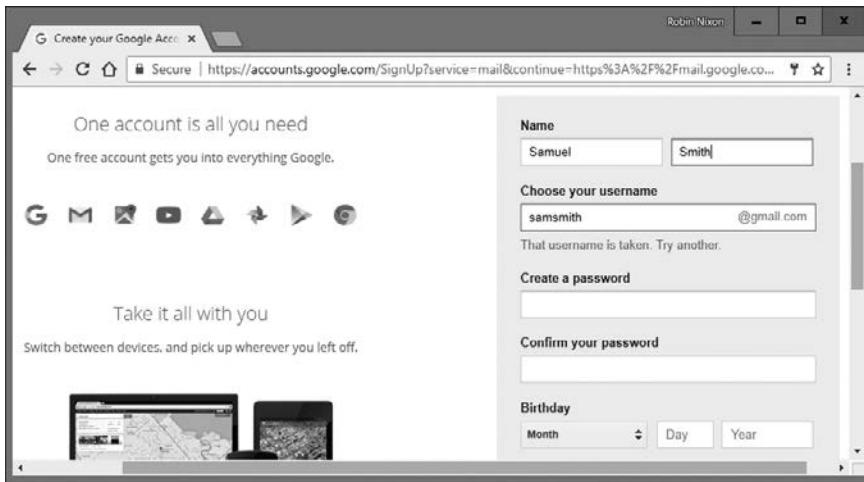 Robin Nixon
Create your Google Acco
Secure | https://accounts.google.com/SignUp?service=mail&continue=https%3A%2F%2Fmail.google.co...
One account is all you need
One free account gets you into everything Google.
Take it all with you
Switch between devices, and pick up wherever you left off.
Name
Samuel Smith
Choose your username
samsmith @gmail.com
That username is taken. Try another.
Create a password
Confirm your password
Birthday
Month Day Year